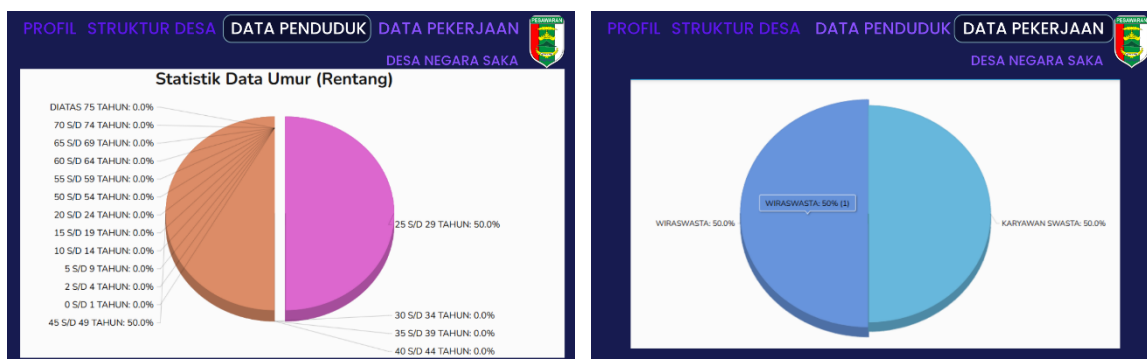 PROFIL STRUKTUR DESA DATA PENDUDUK DATA PEKERJAAN
PESAWARAN
DESA NEGARA SAKA
Statistik Data Umur (Rentang)
DIATAS 75 TAHUN: 0.0%
70 S/D 74 TAHUN: 0.0%
65 S/D 69 TAHUN: 0.0%
60 S/D 64 TAHUN: 0.0%
55 S/D 59 TAHUN: 0.0%
50 S/D 54 TAHUN: 0.0%
20 S/D 24 TAHUN: 0.0%
15 S/D 19 TAHUN: 0.0%
10 S/D 14 TAHUN: 0.0%
5 S/D 9 TAHUN: 0.0%
2 S/D 4 TAHUN: 0.0%
0 S/D 1 TAHUN: 0.0%
45 S/D 49 TAHUN: 50.0%
25 S/D 29 TAHUN: 50.0%
30 S/D 34 TAHUN: 0.0%
35 S/D 39 TAHUN: 0.0%
40 S/D 44 TAHUN: 0.0%
PROFIL STRUKTUR DESA DATA PENDUDUK DATA PEKERJAAN
PESAWARAN
DESA NEGARA SAKA
WIRASWASTA: 50% (1)
WIRASWASTA: 50.0%
KARYAWAN SWASTA: 50.0%